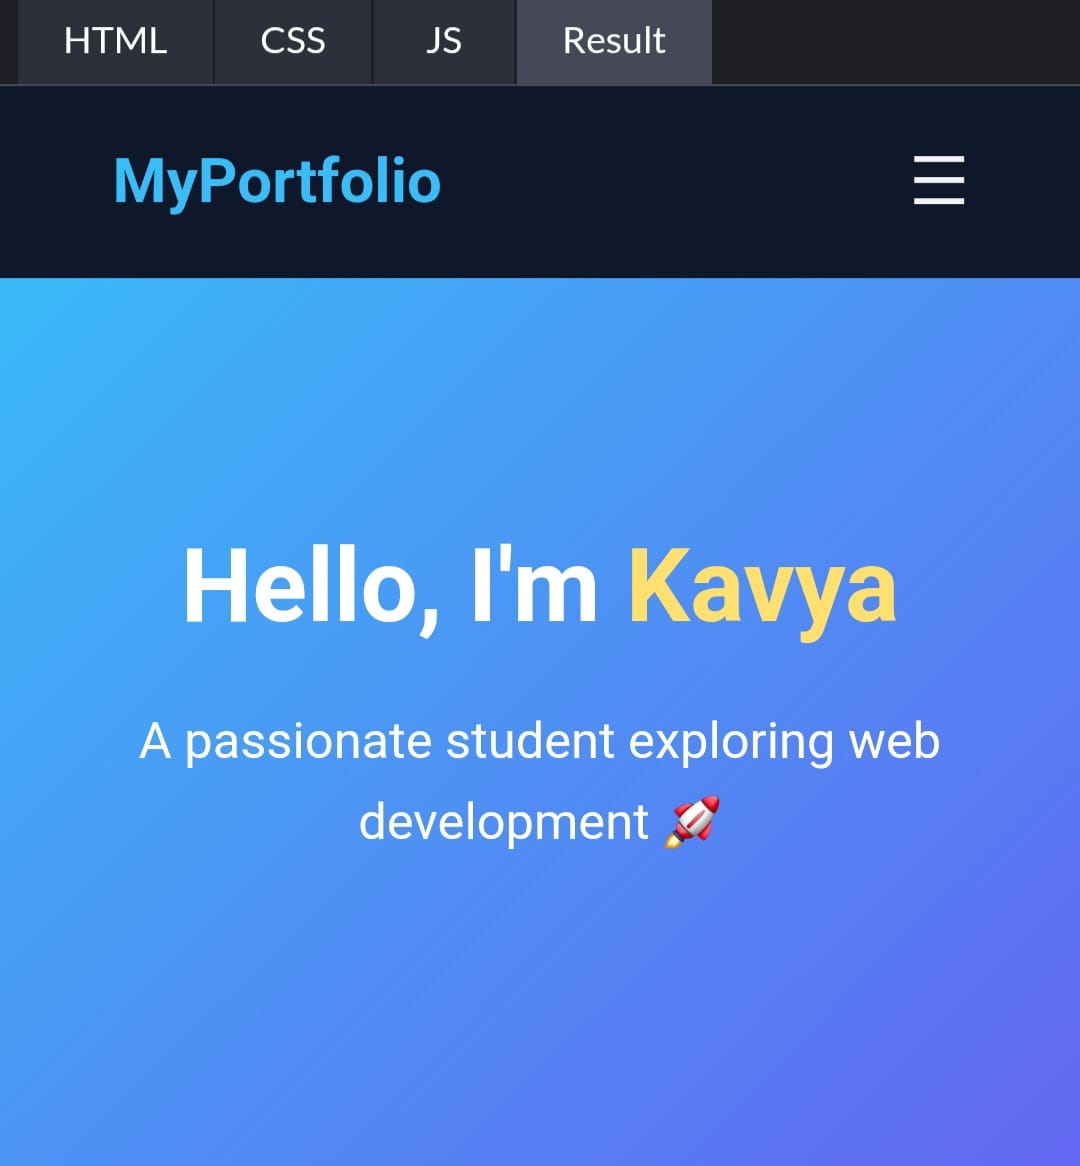 HTML CSS JS Result
MyPortfolio ☰
Hello, I'm Kavya
A passionate student exploring web
development 🚀